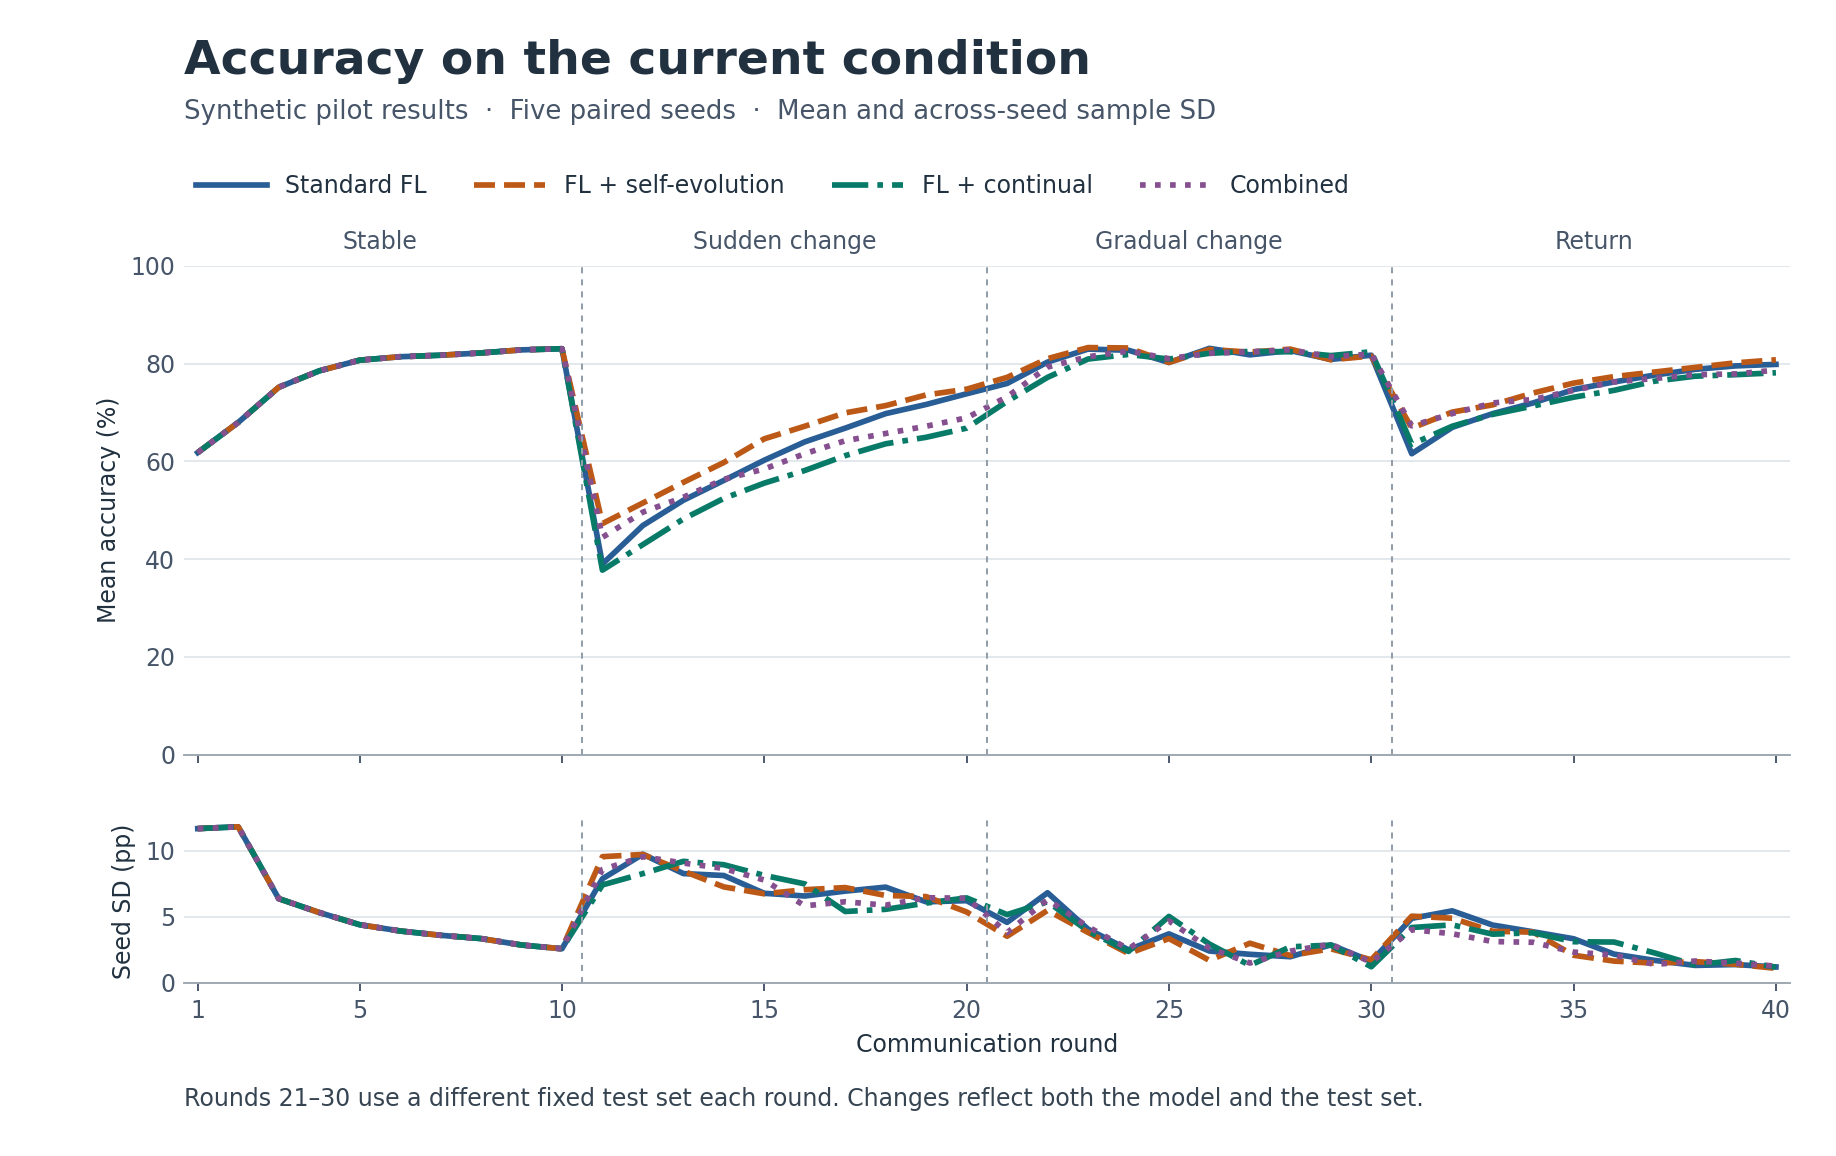 Accuracy on the current condition
Synthetic pilot results · Five paired seeds · Mean and across-seed sample SD
Standard FL FL + self-evolution FL + continual Combined
Stable Sudden change Gradual change Return
Mean accuracy (%)
100
80
60
40
20
0
Seed SD (pp)
10
5
0
1 5 10 15 20 25 30 35 40
Communication round
Rounds 21–30 use a different fixed test set each round. Changes reflect both the model and the test set.